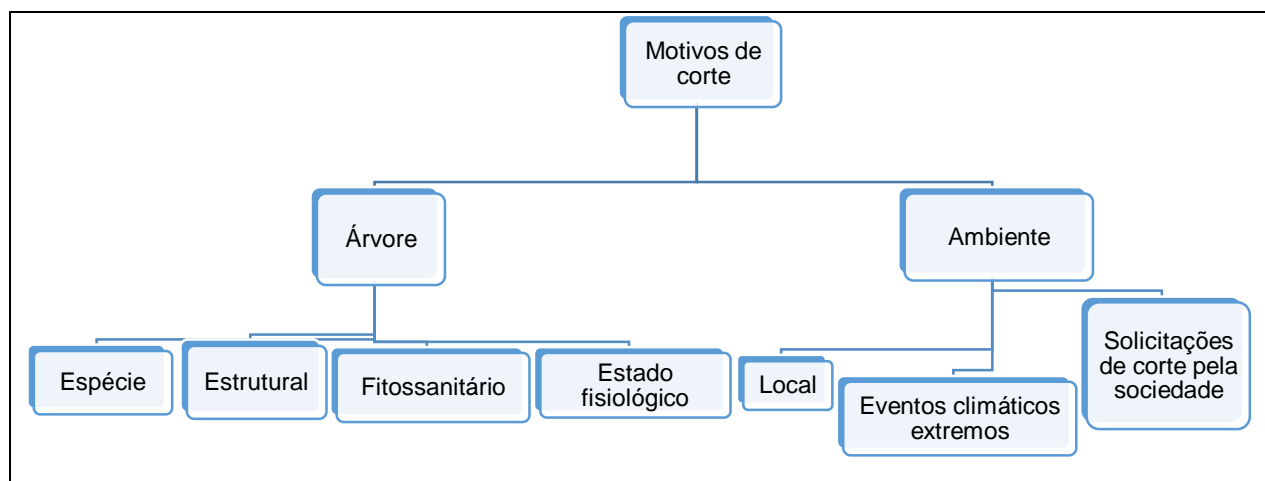 Motivos de
corte
Árvore
Ambiente
Espécie
Estrutural
Fitossanitário
Estado
fisiológico
Local
Eventos climáticos
extremos
Solicitações
de corte pela
sociedade